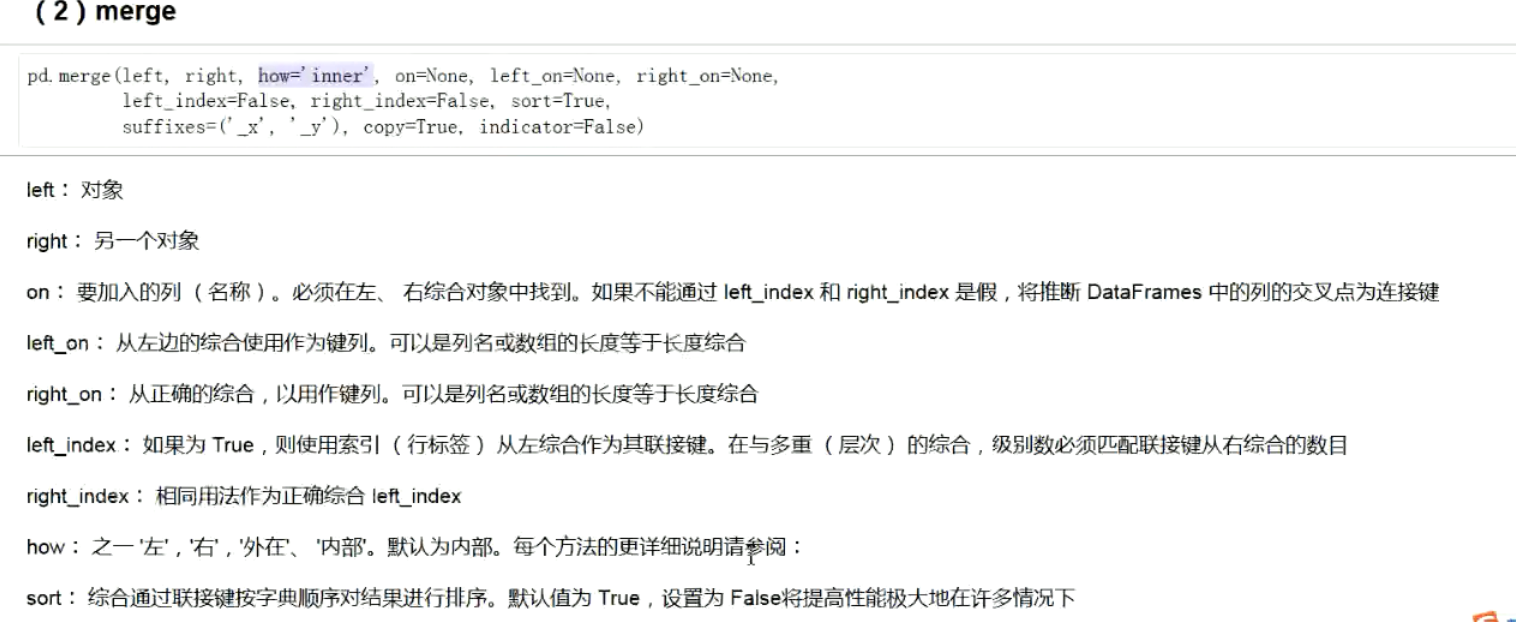 （2）merge
pd.merge(left, right, how='inner', on=None, left_on=None, right_on=None,
left_index=False, right_index=False, sort=True,
suffixes=('_x', '_y'), copy=True, indicator=False)
left： 对象
right： 另一个对象
on： 要加入的列 （名称）。必须在左、 右综合对象中找到。如果不能通过 left_index 和 right_index 是假，将推断 DataFrames 中的列的交叉点为连接键
left_on： 从左边的综合使用作为键列。可以是列名或数组的长度等于长度综合
right_on： 从正确的综合，以用作键列。可以是列名或数组的长度等于长度综合
left_index： 如果为 True，则使用索引 （行标签） 从左综合作为其联接键。在与多重 （层次） 的综合，级别数必须匹配联接键从右综合的数目
right_index： 相同用法作为正确综合 left_index
how： 之一 '左'，'右'，'外在'、 '内部'。默认为内部。每个方法的更详细说明请参阅：
sort： 综合通过联接键按字典顺序对结果进行排序。默认值为 True，设置为 False将提高性能极大地在许多情况下